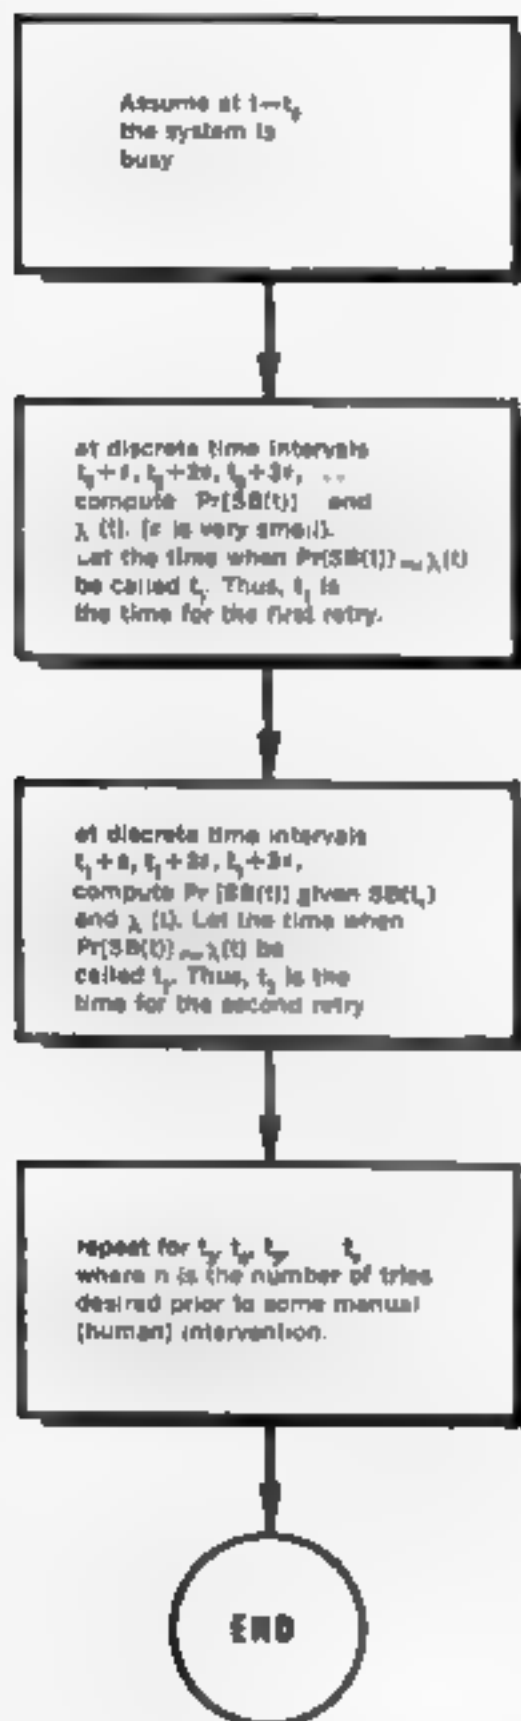 Assume at t=t₀
the system is
busy
at discrete time intervals
t₀+ε, t₀+2ε, t₀+3ε, ...
compute Pr[SB(t)] and
λ (t). (ε is very small).
Let the time when Pr[SB(t)] ≈ λ(t)
be called t₁. Thus, t₁ is
the time for the first retry.
at discrete time intervals
t₁+ε, t₁+2ε, t₁+3ε,
compute Pr [SB(t)] given SB(t₁)
and λ (t). Let the time when
Pr[SB(t)] ≈ λ(t) be
called t₂. Thus, t₂ is the
time for the second retry
repeat for t₃, t₄, t₅, tₙ
where n is the number of tries
desired prior to some manual
(human) intervention.
END